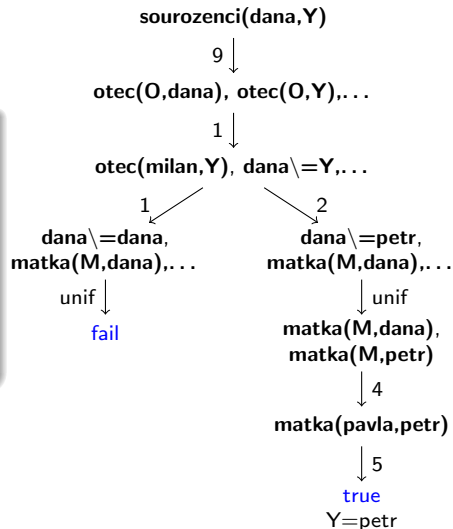 sourozenci(dana,Y)
9
otec(O,dana), otec(O,Y),...
1
otec(milan,Y), dana\=Y,...
1 2
dana\=dana, dana\=petr,
matka(M,dana),... matka(M,dana),...
unif unif
fail matka(M,dana),
matka(M,petr)
4
matka(pavla,petr)
5
true
Y=petr